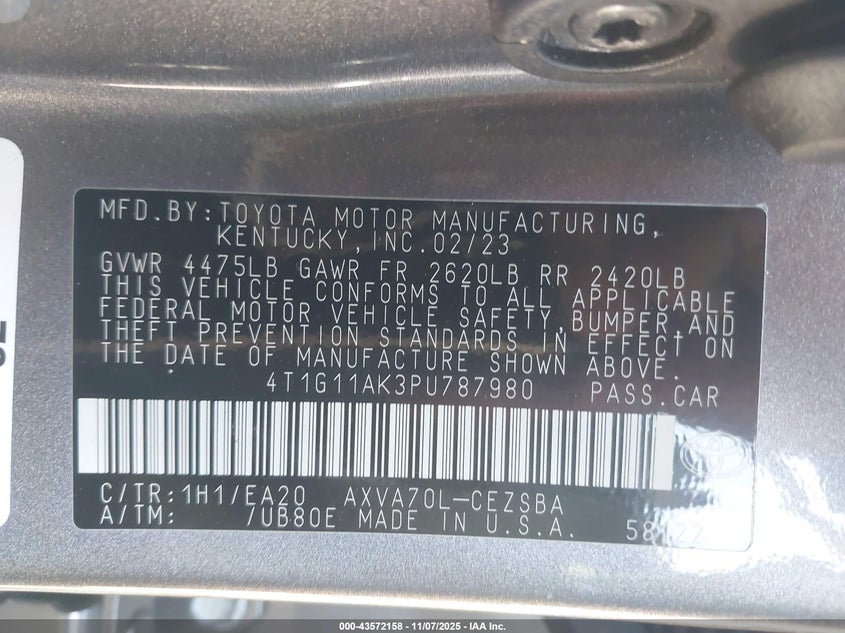 MFD.BY:TOYOTA MOTOR MANUFACTURING,
KENTUCKY,INC.02/23
GVWR 4475LB GAWR FR 2620LB RR 2420LB
THIS VEHICLE CONFORMS TO ALL APPLICABLE
FEDERAL MOTOR VEHICLE SAFETY,BUMPER,AND
THEFT PREVENTION STANDARDS IN EFFECT ON
THE DATE OF MANUFACTURE SHOWN ABOVE.
4T1G11AK3PU787980 PASS.CAR
C/TR:1H1/EA20 AXVA70L-CEZSBA
A/TM: /UB80E MADE IN U.S.A.
000-43572158 - 11/07/2025 - IAA Inc.